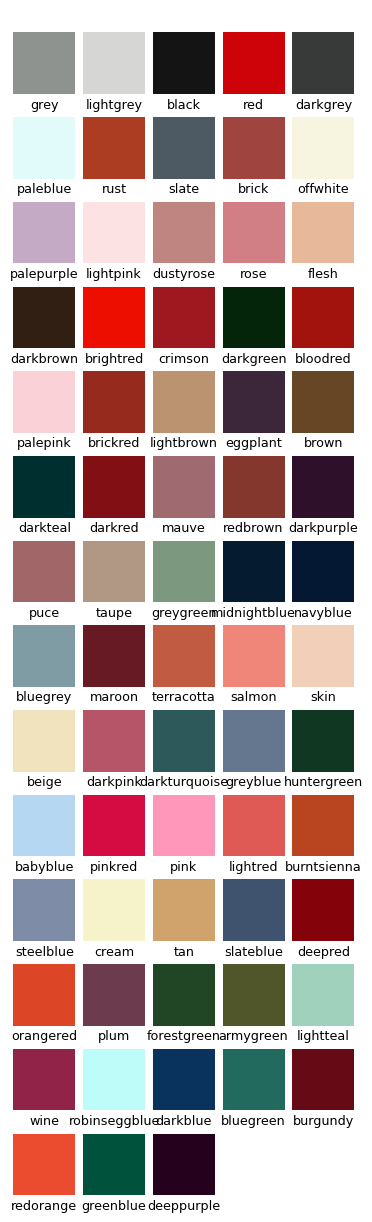 grey lightgrey black red darkgrey
paleblue rust slate brick offwhite
palepurple lightpink dustyrose rose flesh
darkbrown brightred crimson darkgreen bloodred
palepink brickred lightbrown eggplant brown
darkteal darkred mauve redbrown darkpurple
puce taupe greygreen midnightblue navyblue
bluegrey maroon terracotta salmon skin
beige darkpink darkturquoise greyblue huntergreen
babyblue pinkred pink lightred burntsienna
steelblue cream tan slateblue deepred
orangered plum forestgreen armygreen lightteal
wine robinseggblue darkblue bluegreen burgundy
redorange greenblue deeppurple